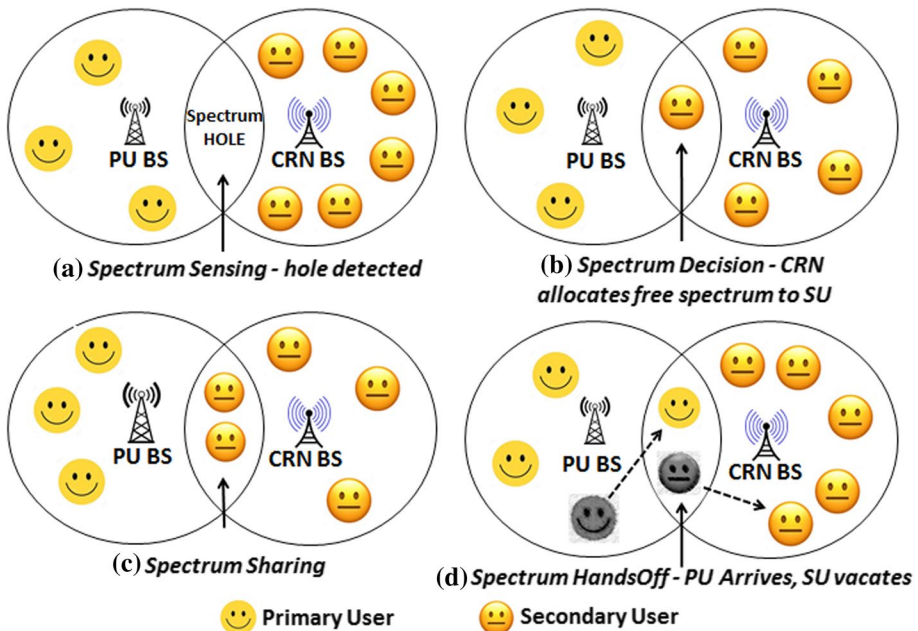 Spectrum
HOLE
PU BS
CRN BS
(a) Spectrum Sensing - hole detected
PU BS
CRN BS
(b) Spectrum Decision - CRN
allocates free spectrum to SU
PU BS
CRN BS
(c) Spectrum Sharing
PU BS
CRN BS
(d) Spectrum HandsOff - PU Arrives, SU vacates
Primary User
Secondary User